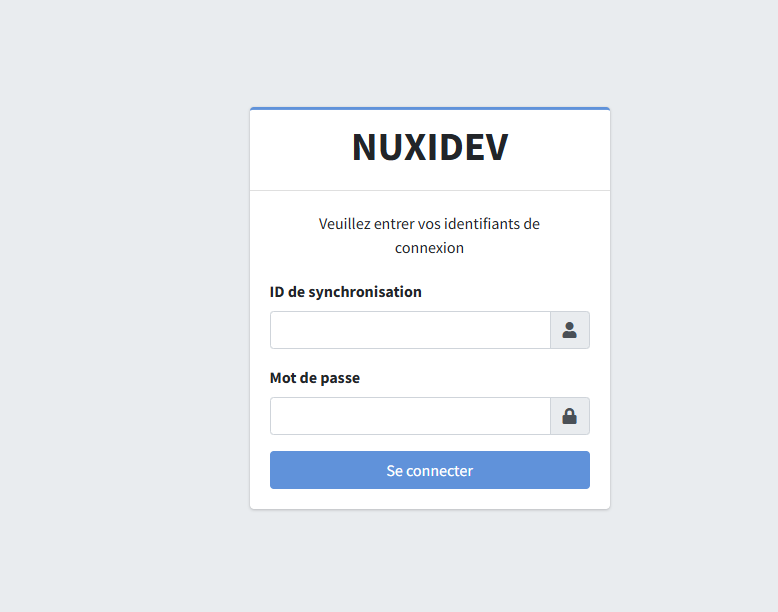 NUXIDEV
Veuillez entrer vos identifiants de
connexion
ID de synchronisation
Mot de passe
Se connecter